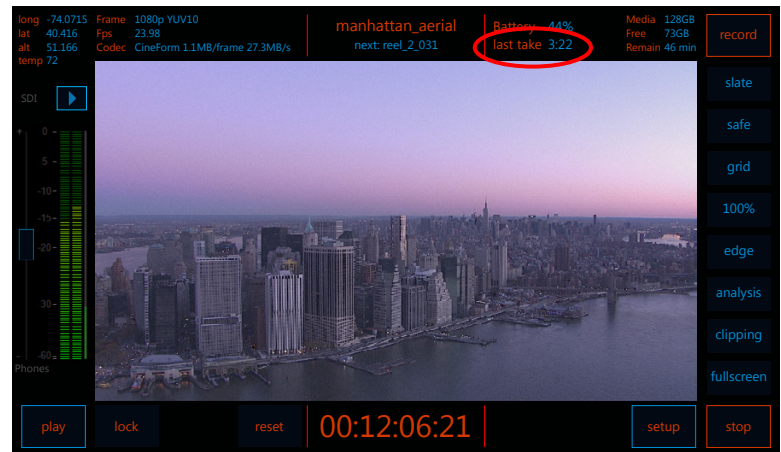 long -74.0715 Frame 1080p YUV10 manhattan_aerial Battery 44% Media 128GB
lat 40.416 Fps 23.98 next: reel_2_031 last take 3:22 Free 73GB record
alt 51.166 Codec CineForm 1.1MB/frame 27.3MB/s Remain 46 min
temp 72
slate
SDI
safe
+ 0 -
5 -
grid
-10-
-15-
100%
-20-
edge
analysis
30-
clipping
- -60-
Phones
fullscreen
play lock reset 00:12:06:21 setup stop